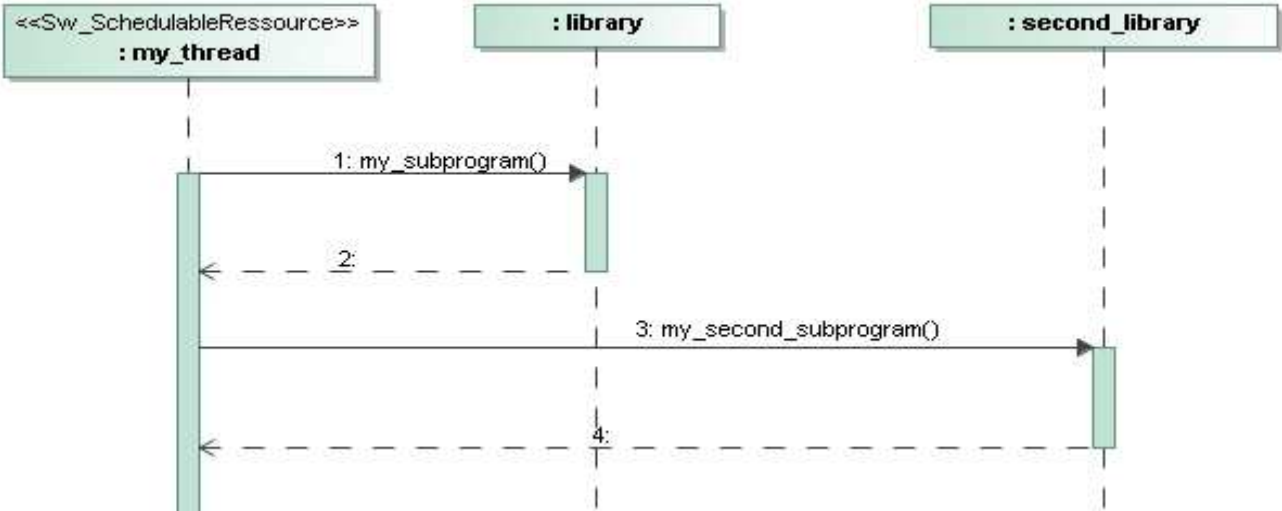 <<Sw_SchedulableRessource>>
: my_thread
: library
: second_library
1: my_subprogram()
2:
3: my_second_subprogram()
4: